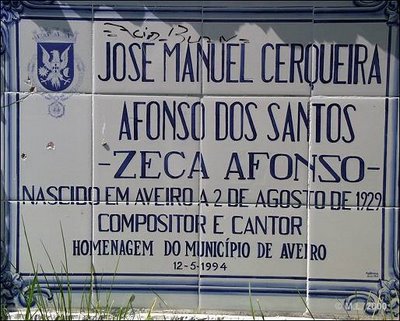 JOSÉ MANUEL CERQUEIRA
AFONSO DOS SANTOS
-ZECA AFONSO-
NASCIDO EM AVEIRO A 2 DE AGOSTO DE 1929
COMPOSITOR E CANTOR
HOMENAGEM DO MUNICÍPIO DE AVEIRO
12-5-1994